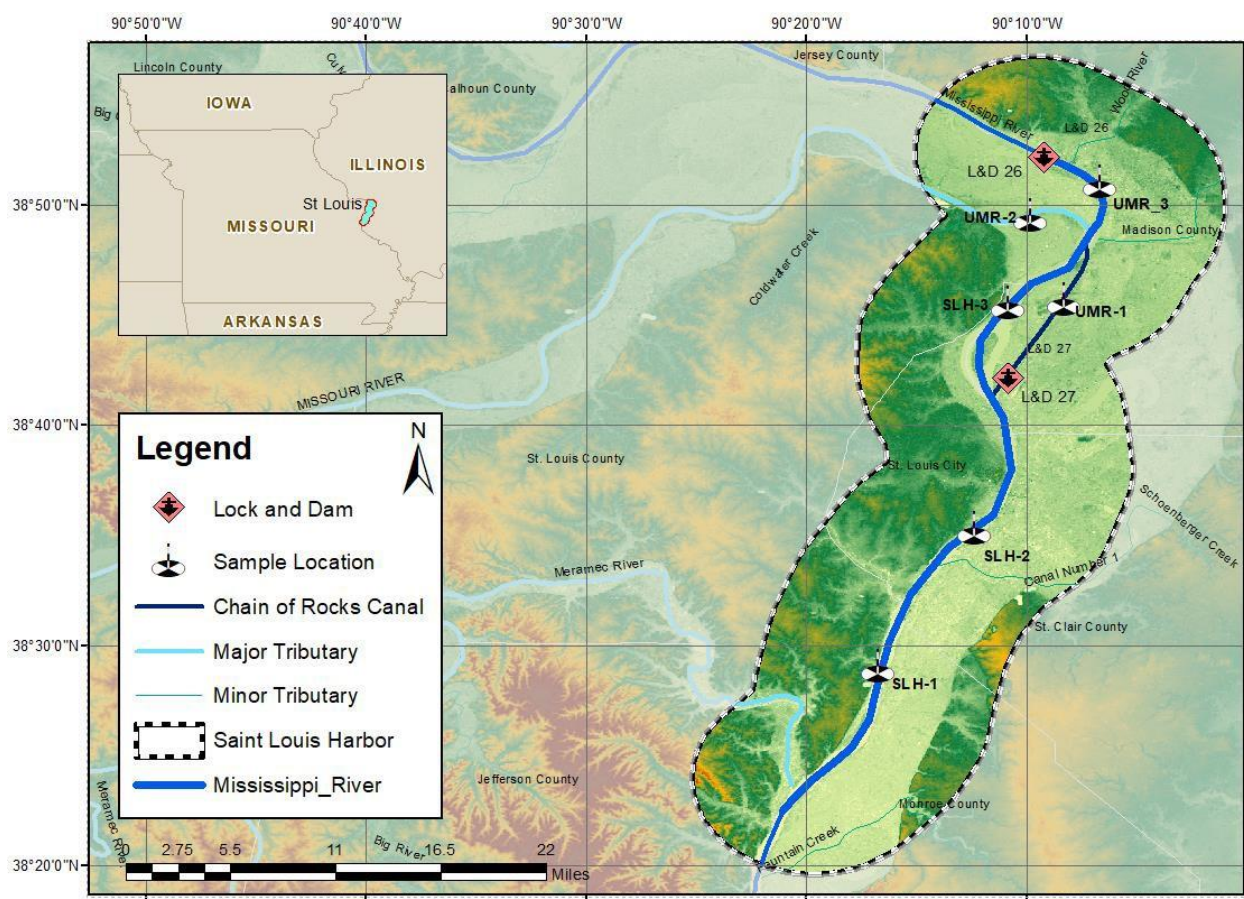 90°50'0"W
90°40'0"W
90°30'0"W
90°20'0"W
90°10'0"W
38°50'0"N
38°40'0"N
38°30'0"N
38°20'0"N
Lincoln County
Jersey County
alhoun County
IOWA
ILLINOIS
St Louis
MISSOURI
ARKANSAS
Mississippi River
Wood River
L&D 26
L&D 26
UMR_3
UMR-2
Madison County
Coldwater Creek
SLH-3
UMR-1
L&D 27
L&D 27
MISSOURI RIVER
St. Louis County
St. Louis City
Schoenberger Creek
SLH-2
Canal Number 1
Meramec River
St. Clair County
SLH-1
Jefferson County
Monroe County
ountain Creek
Big River
Meramec Rive
Legend
N
Lock and Dam
Sample Location
Chain of Rocks Canal
Major Tributary
Minor Tributary
Saint Louis Harbor
Mississippi_River
0 2.75 5.5 11 16.5 22
Miles